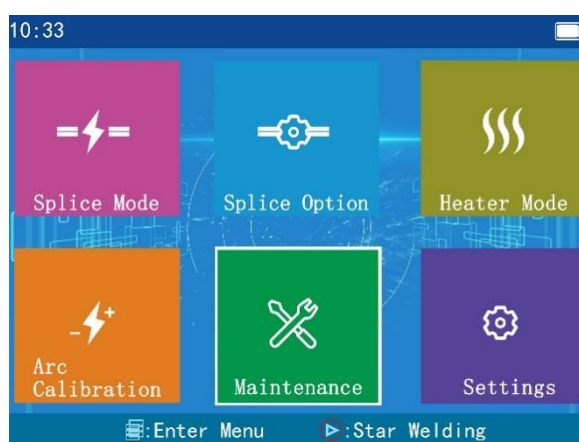 10:33
Splice Mode
Splice Option
Heater Mode
Arc
Calibration
Maintenance
Settings
:Enter Menu :Star Welding